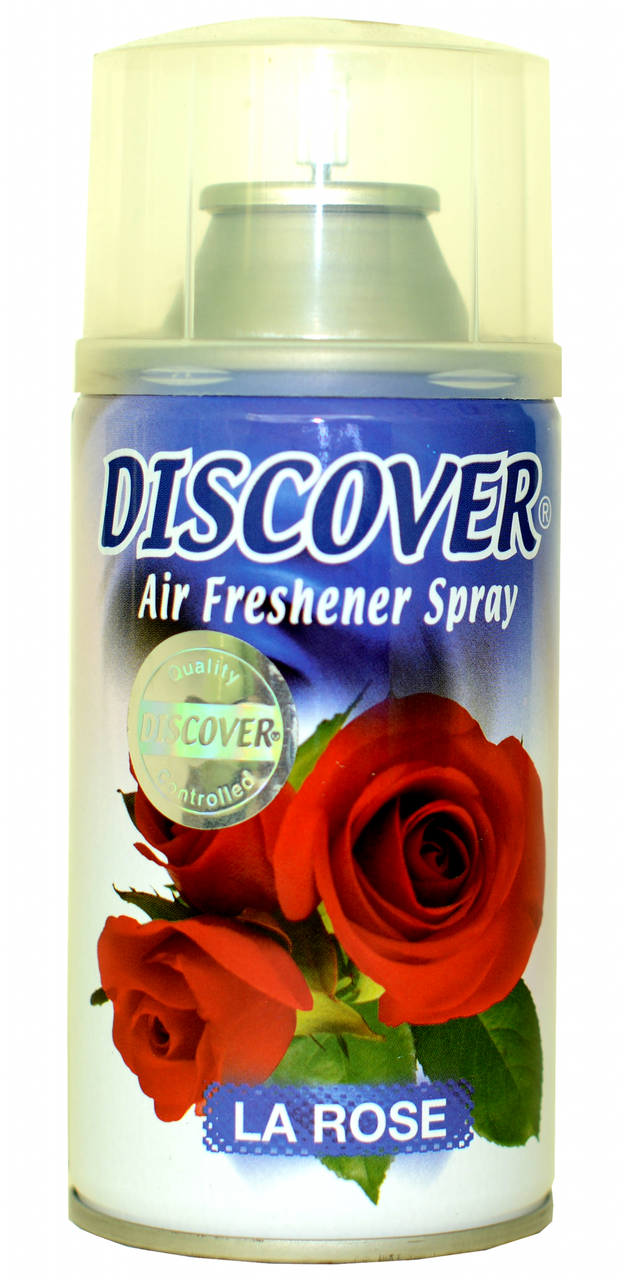 DISCOVER®
Air Freshener Spray
Quality
DISCOVER®
Controlled
LA ROSE